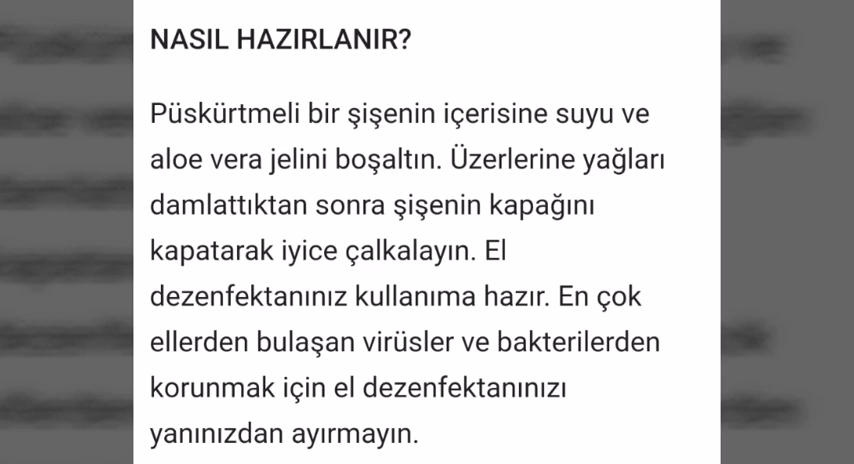 NASIL HAZIRLANIR?
Püskürtmeli bir şişenin içerisine suyu ve
aloe vera jelini boşaltın. Üzerlerine yağları
damlattıktan sonra şişenin kapağını
kapatarak iyice çalkalayın. El
dezenfektanınız kullanıma hazır. En çok
ellerden bulaşan virüsler ve bakterilerden
korunmak için el dezenfektanınızı
yanınızdan ayırmayın.